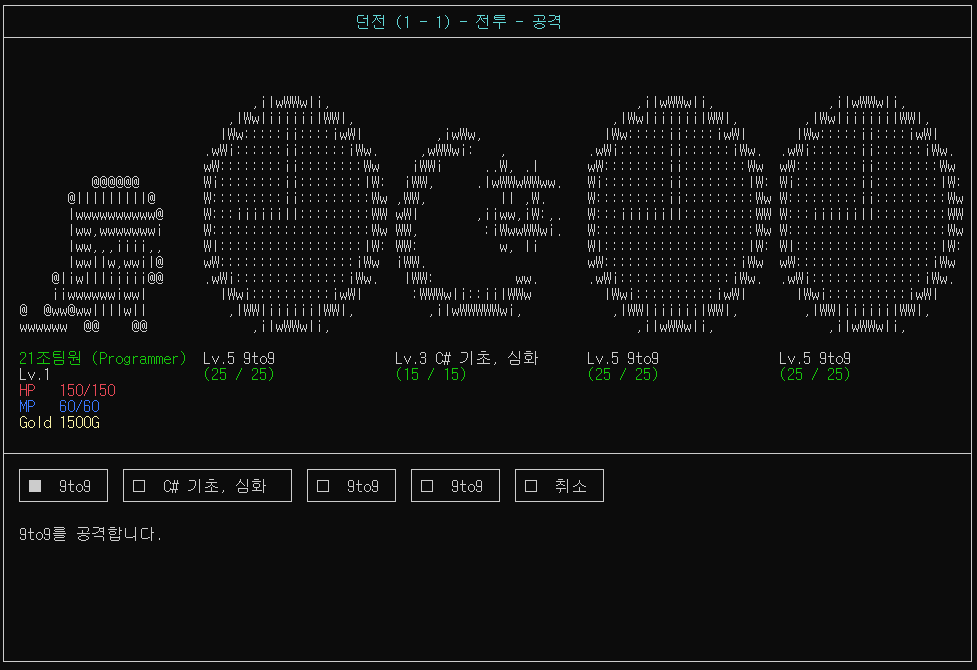 던전 (1 - 1) - 전투 - 공격
21조팀원 (Programmer)
Lv.1
HP 150/150
MP 60/60
Gold 1500G
Lv.5 9to9
(25 / 25)
Lv.3 C# 기초, 심화
(15 / 15)
Lv.5 9to9
(25 / 25)
Lv.5 9to9
(25 / 25)
■ 9to9
□ C# 기초, 심화
□ 9to9
□ 9to9
□ 취소
9to9를 공격합니다.